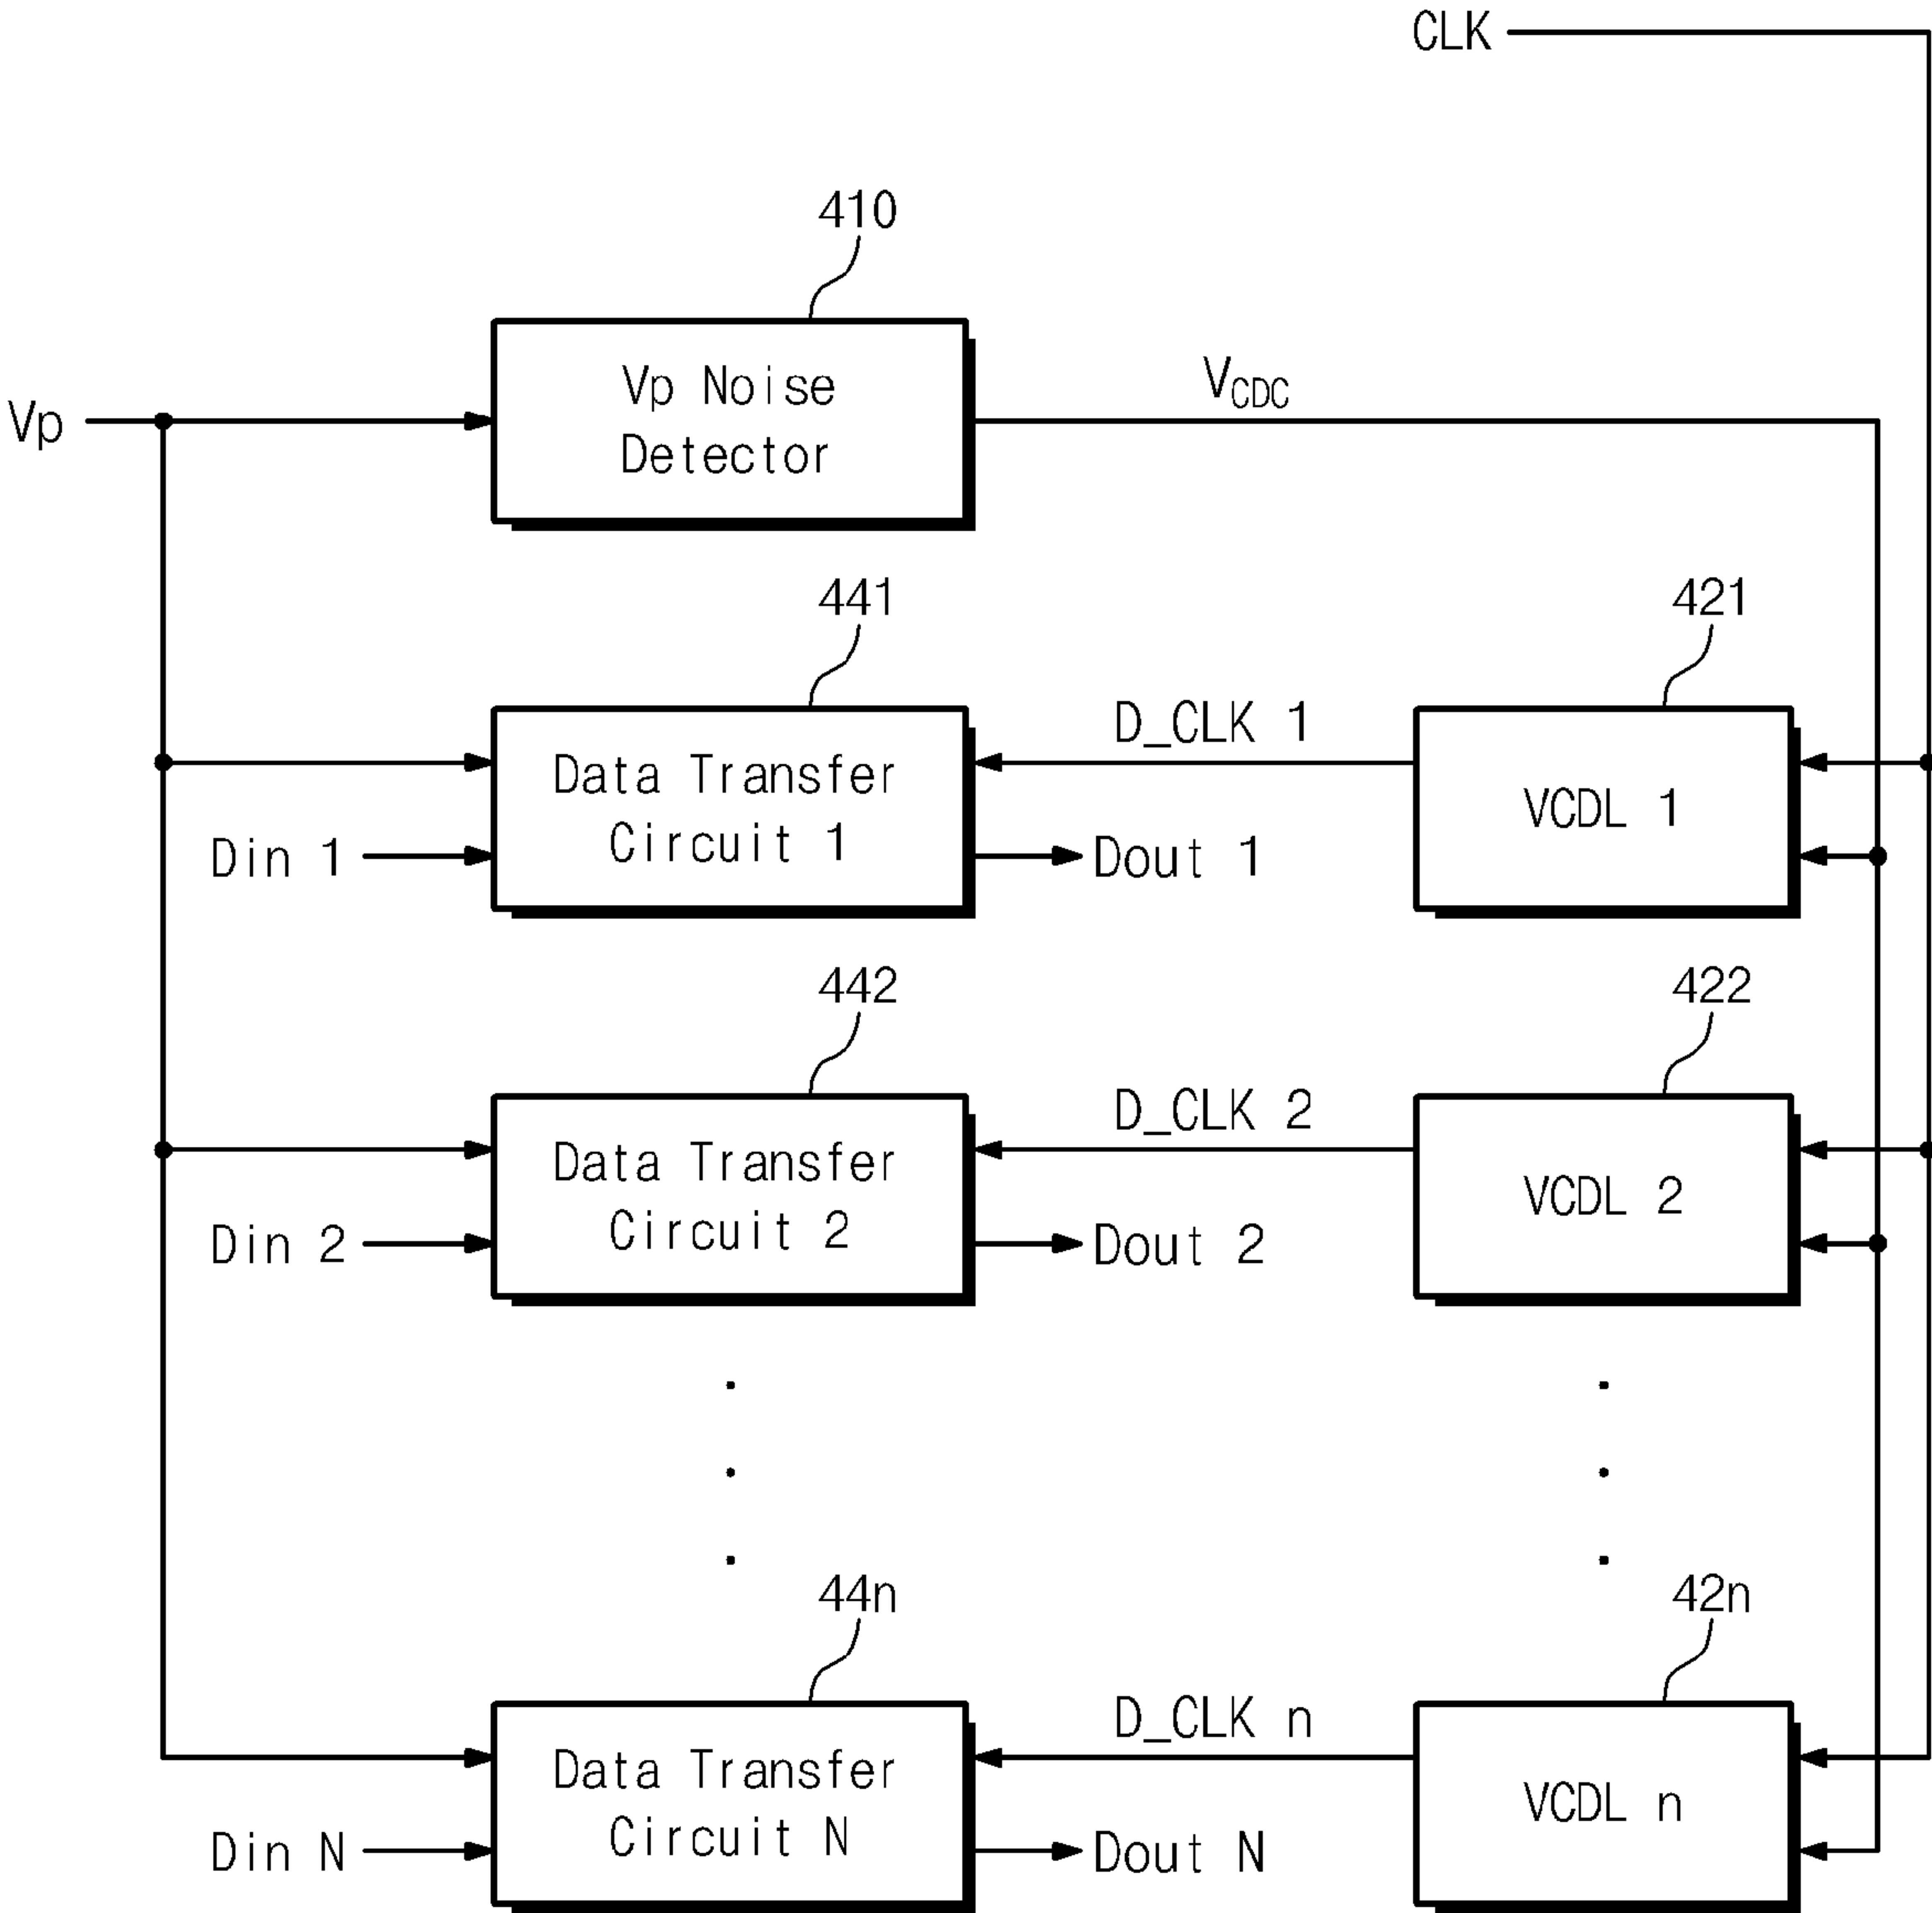 CLK
410
Vp
Vp Noise
Detector
VCDC
441
421
Data Transfer
Circuit 1
D_CLK 1
VCDL 1
Din 1
Dout 1
442
422
Data Transfer
Circuit 2
D_CLK 2
VCDL 2
Din 2
Dout 2
44n
42n
Data Transfer
Circuit N
D_CLK n
VCDL n
Din N
Dout N